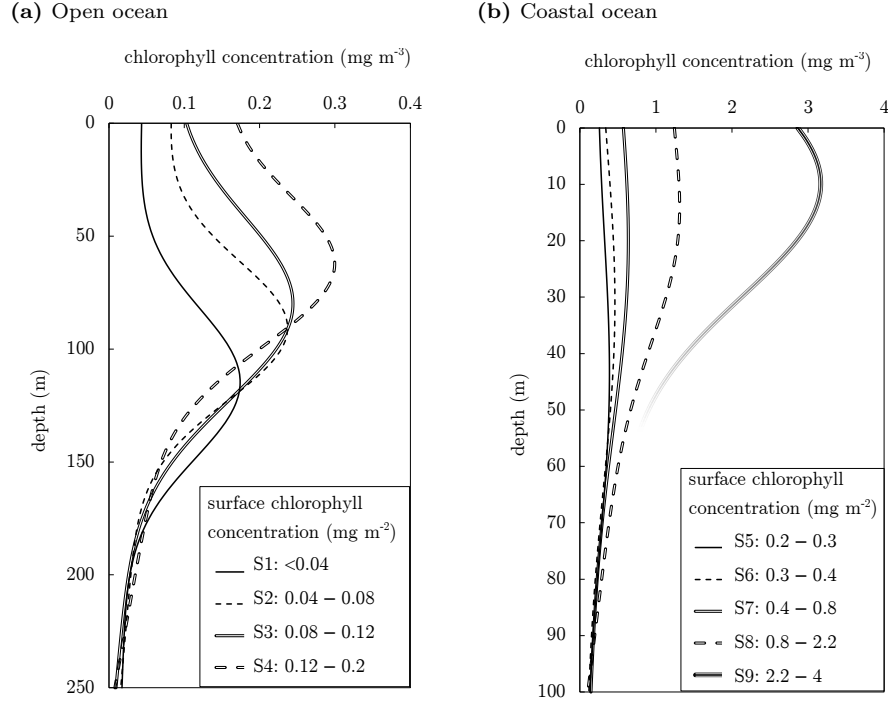 (a) Open ocean
chlorophyll concentration (mg m-3)
0 0.1 0.2 0.3 0.4
0
50
100
150
200
250
depth (m)
surface chlorophyll
concentration (mg m-2)
S1: <0.04
S2: 0.04 – 0.08
S3: 0.08 – 0.12
S4: 0.12 – 0.2
(b) Coastal ocean
chlorophyll concentration (mg m-3)
0 1 2 3 4
0
10
20
30
40
50
60
70
80
90
100
depth (m)
surface chlorophyll
concentration (mg m-2)
S5: 0.2 – 0.3
S6: 0.3 – 0.4
S7: 0.4 – 0.8
S8: 0.8 – 2.2
S9: 2.2 – 4